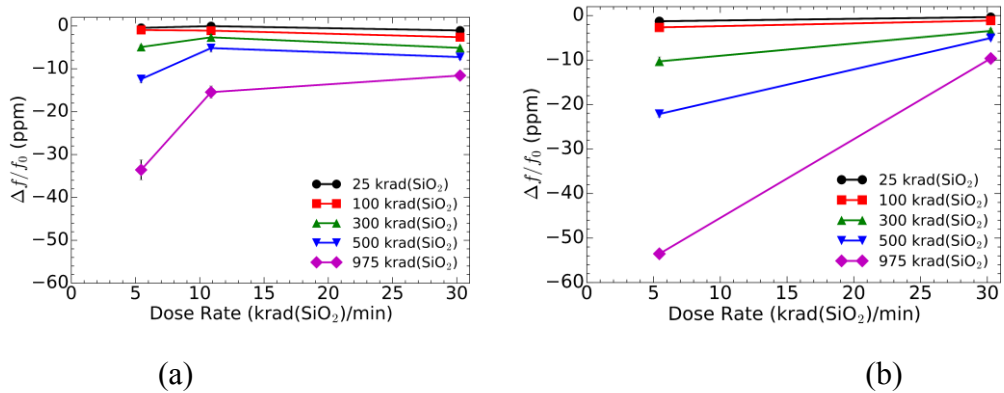 0
−10
−20
−30
−40
−50
−60
Δf/f₀ (ppm)
25 krad(SiO₂)
100 krad(SiO₂)
300 krad(SiO₂)
500 krad(SiO₂)
975 krad(SiO₂)
0 5 10 15 20 25 30
Dose Rate (krad(SiO₂)/min)
(a)
0
−10
−20
−30
−40
−50
−60
Δf/f₀ (ppm)
25 krad(SiO₂)
100 krad(SiO₂)
300 krad(SiO₂)
500 krad(SiO₂)
975 krad(SiO₂)
0 5 10 15 20 25 30
Dose Rate (krad(SiO₂)/min)
(b)